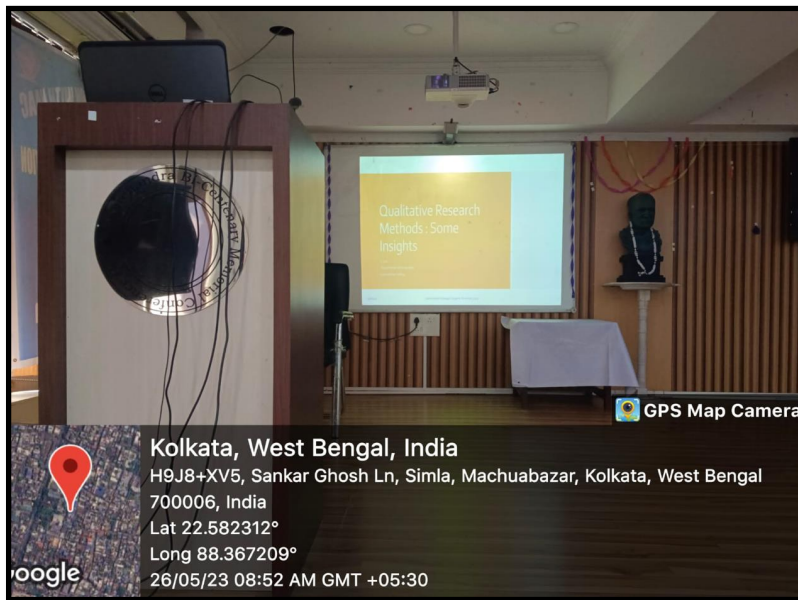 Qualitative Research
Methods : Some
Insights
DELL
GPS Map Camera
Kolkata, West Bengal, India
H9J8+XV5, Sankar Ghosh Ln, Simla, Machuabazar, Kolkata, West Bengal
700006, India
Lat 22.582312°
Long 88.367209°
26/05/23 08:52 AM GMT +05:30
oogle